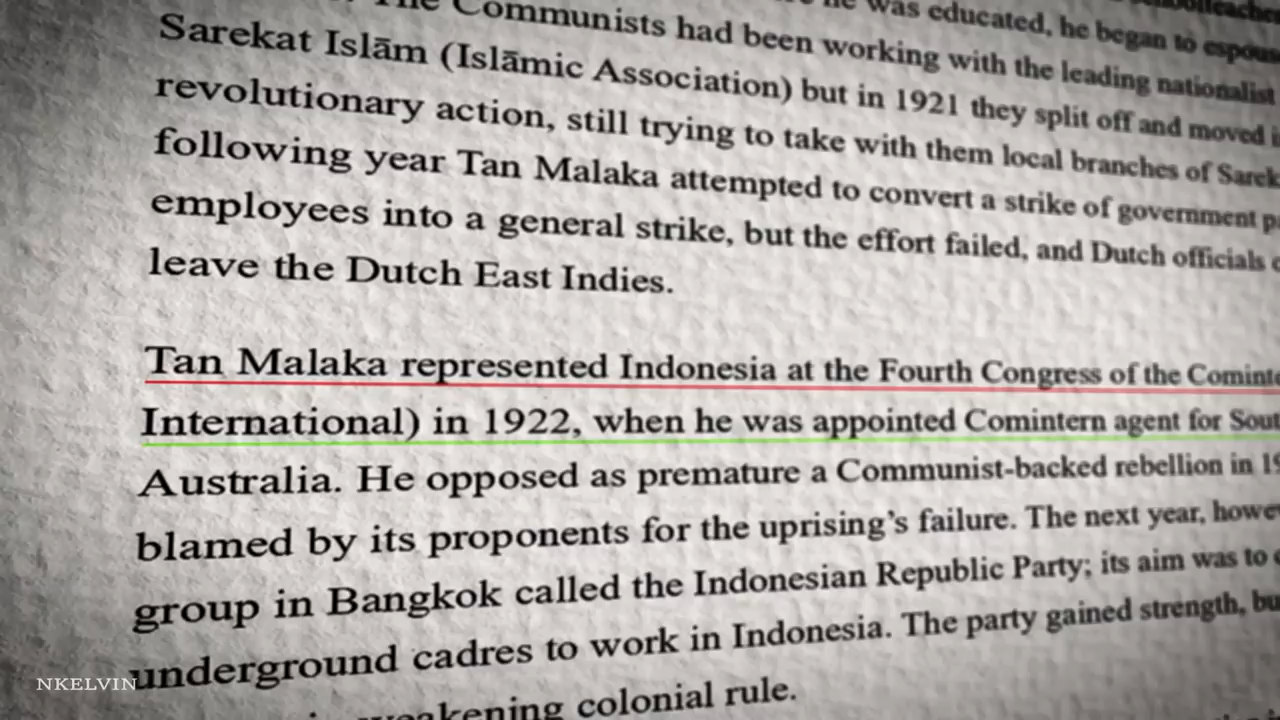 he was educated, he began to
The Communists had been working with the leading nationalist
Sarekat Islām (Islāmic Association) but in 1921 they split off and moved
revolutionary action, still trying to take with them local branches of
following year Tan Malaka attempted to convert a strike of government
employees into a general strike, but the effort failed, and Dutch officials
leave the Dutch East Indies.
Tan Malaka represented Indonesia at the Fourth Congress of the
International) in 1922, when he was appointed Comintern agent for
Australia. He opposed as premature a Communist-backed rebellion in
blamed by its proponents for the uprising’s failure. The next year,
group in Bangkok called the Indonesian Republic Party; its aim was to
underground cadres to work in Indonesia. The party gained strength,
colonial rule.
NKELVIN